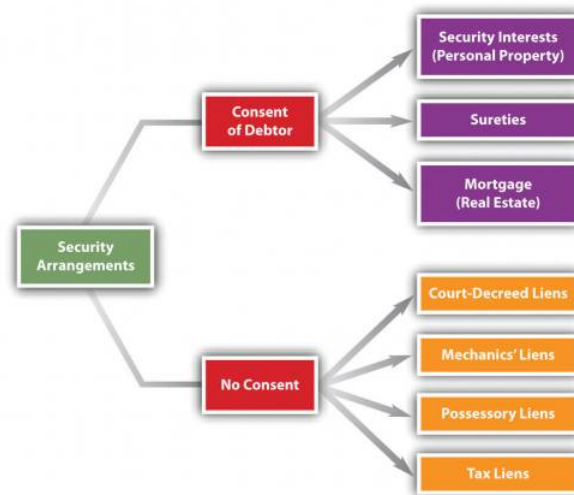 Security Interests
(Personal Property)
Consent
of Debtor
Sureties
Mortgage
(Real Estate)
Security
Arrangements
Court-Decreed Liens
Mechanics' Liens
No Consent
Possessory Liens
Tax Liens